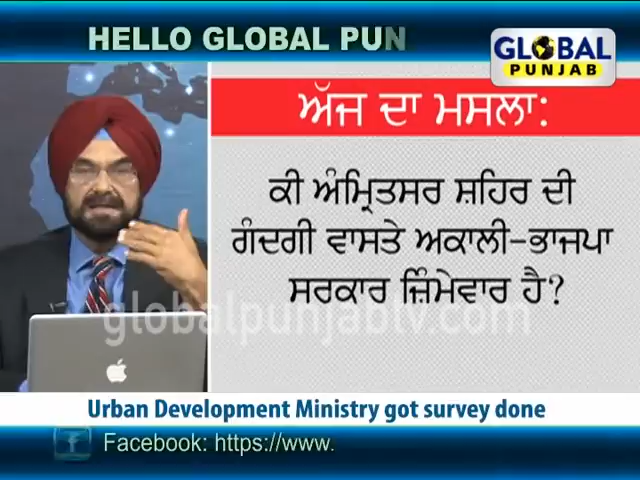 HELLO GLOBAL PUN
GLOBAL
PUNJAB
ਅੱਜ ਦਾ ਮਸਲਾ:
ਕੀ ਅੰਮ੍ਰਿਤਸਰ ਸ਼ਹਿਰ ਦੀ
ਗੰਦਗੀ ਵਾਸਤੇ ਅਕਾਲੀ-ਭਾਜਪਾ
ਸਰਕਾਰ ਜ਼ਿੰਮੇਵਾਰ ਹੈ?
globalpunjabtv.com
Urban Development Ministry got survey done
Facebook: https://www.